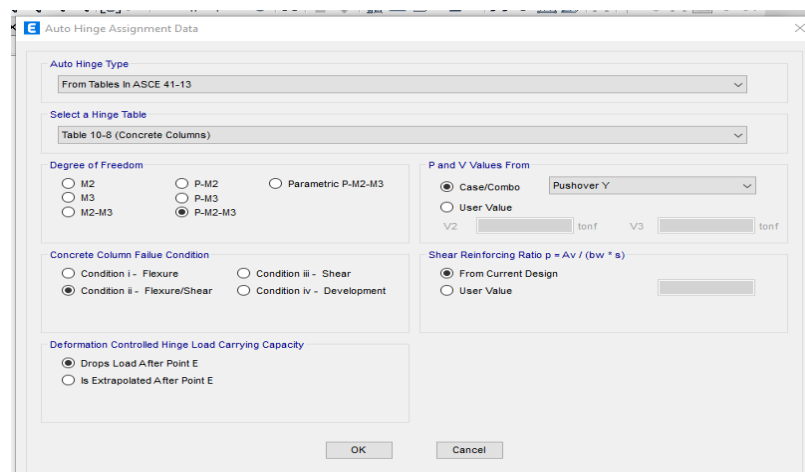 E Auto Hinge Assignment Data
Auto Hinge Type
From Tables In ASCE 41-13
Select a Hinge Table
Table 10-8 (Concrete Columns)
Degree of Freedom
M2 P-M2 Parametric P-M2-M3
M3 P-M3
M2-M3 P-M2-M3
P and V Values From
Case/Combo Pushover Y
User Value
V2 tonf V3 tonf
Concrete Column Failue Condition
Condition i - Flexure Condition iii - Shear
Condition ii - Flexure/Shear Condition iv - Development
Shear Reinforcing Ratio p = Av / (bw * s)
From Current Design
User Value
Deformation Controlled Hinge Load Carrying Capacity
Drops Load After Point E
Is Extrapolated After Point E
OK Cancel